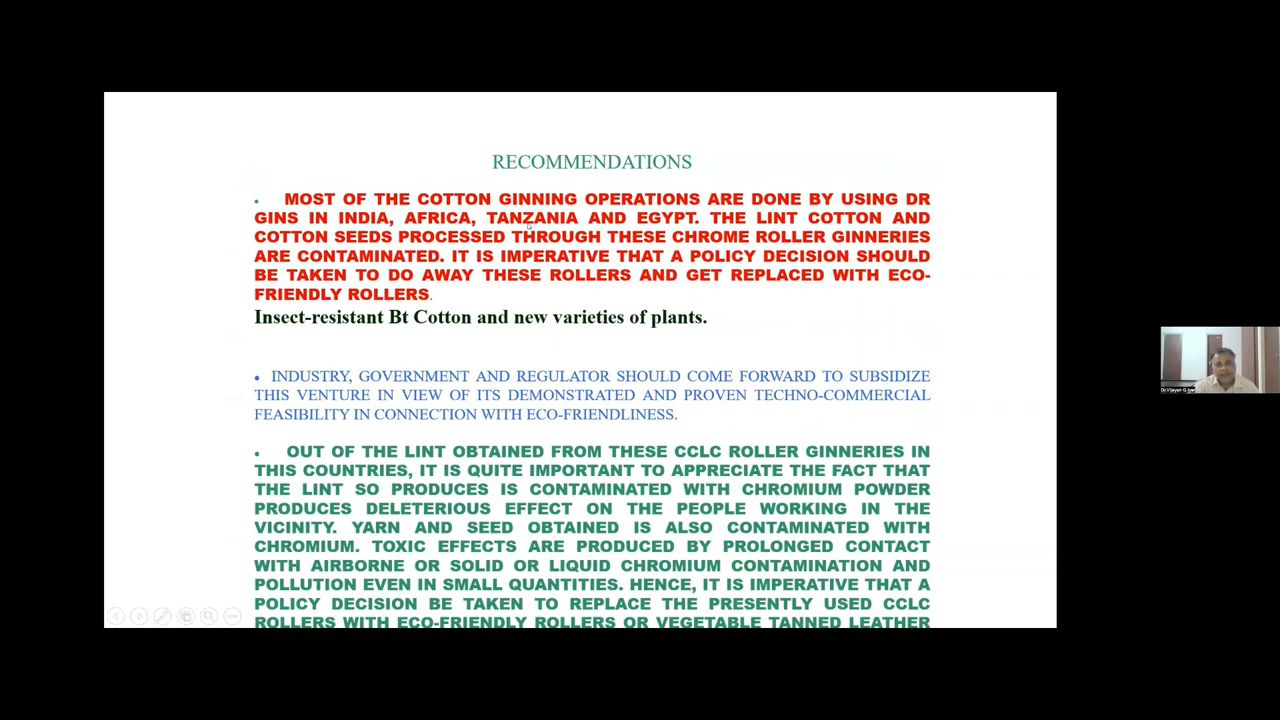 RECOMMENDATIONS
• MOST OF THE COTTON GINNING OPERATIONS ARE DONE BY USING DR
GINS IN INDIA, AFRICA, TANZANIA AND EGYPT. THE LINT COTTON AND
COTTON SEEDS PROCESSED THROUGH THESE CHROME ROLLER GINNERIES
ARE CONTAMINATED. IT IS IMPERATIVE THAT A POLICY DECISION SHOULD
BE TAKEN TO DO AWAY THESE ROLLERS AND GET REPLACED WITH ECO-
FRIENDLY ROLLERS.
Insect-resistant Bt Cotton and new varieties of plants.
• INDUSTRY, GOVERNMENT AND REGULATOR SHOULD COME FORWARD TO SUBSIDIZE
THIS VENTURE IN VIEW OF ITS DEMONSTRATED AND PROVEN TECHNO-COMMERCIAL
FEASIBILITY IN CONNECTION WITH ECO-FRIENDLINESS.
• OUT OF THE LINT OBTAINED FROM THESE CCLC ROLLER GINNERIES IN
THIS COUNTRIES, IT IS QUITE IMPORTANT TO APPRECIATE THE FACT THAT
THE LINT SO PRODUCES IS CONTAMINATED WITH CHROMIUM POWDER
PRODUCES DELETERIOUS EFFECT ON THE PEOPLE WORKING IN THE
VICINITY. YARN AND SEED OBTAINED IS ALSO CONTAMINATED WITH
CHROMIUM. TOXIC EFFECTS ARE PRODUCED BY PROLONGED CONTACT
WITH AIRBORNE OR SOLID OR LIQUID CHROMIUM CONTAMINATION AND
POLLUTION EVEN IN SMALL QUANTITIES. HENCE, IT IS IMPERATIVE THAT A
POLICY DECISION BE TAKEN TO REPLACE THE PRESENTLY USED CCLC
ROLLERS WITH ECO-FRIENDLY ROLLERS OR VEGETABLE TANNED LEATHER